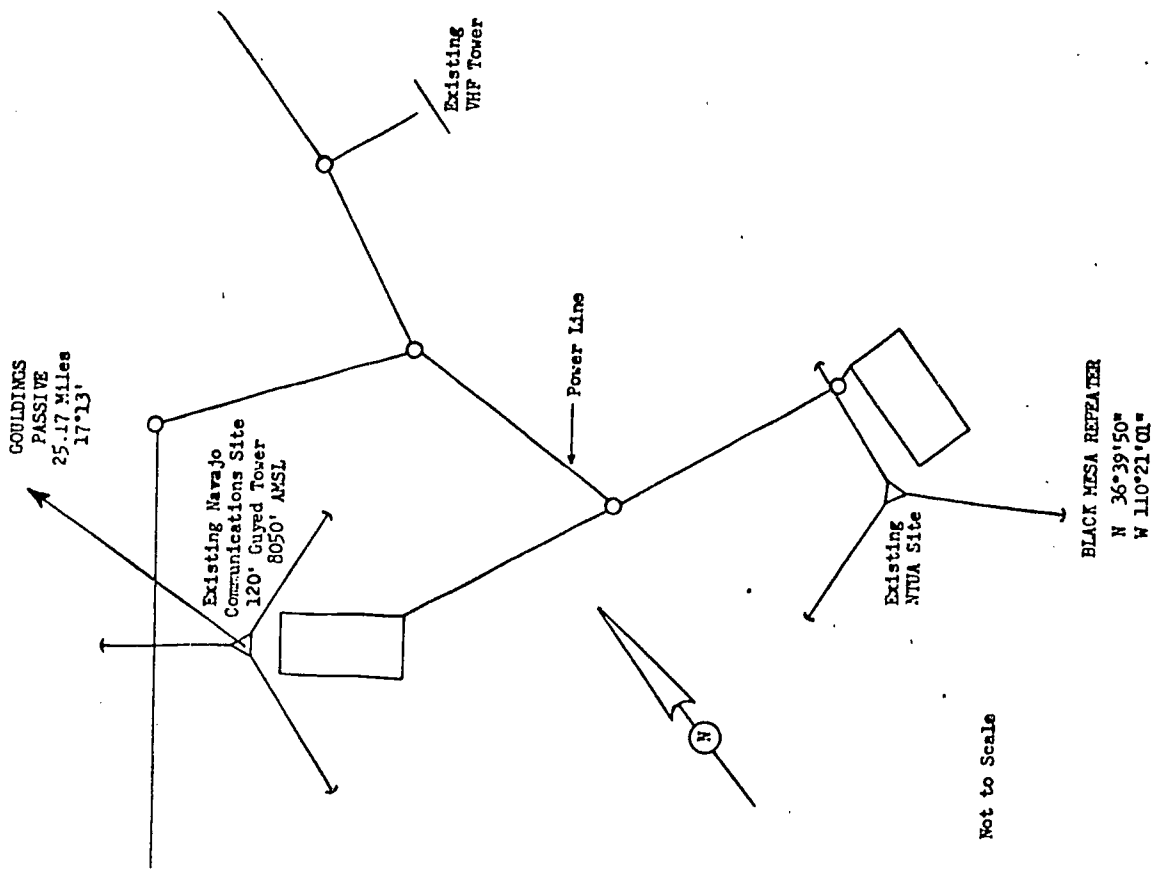 GOULDINGS
PASSIVE
25.17 Miles
17°13'
Existing Navajo
Communications Site
120' Guyed Tower
8050' AMSL
Existing
VHF Tower
Power Line
Existing
NTUA Site
N
Not to Scale
BLACK MESA REPEATER
N 36°39'50"
W 110°21'01"